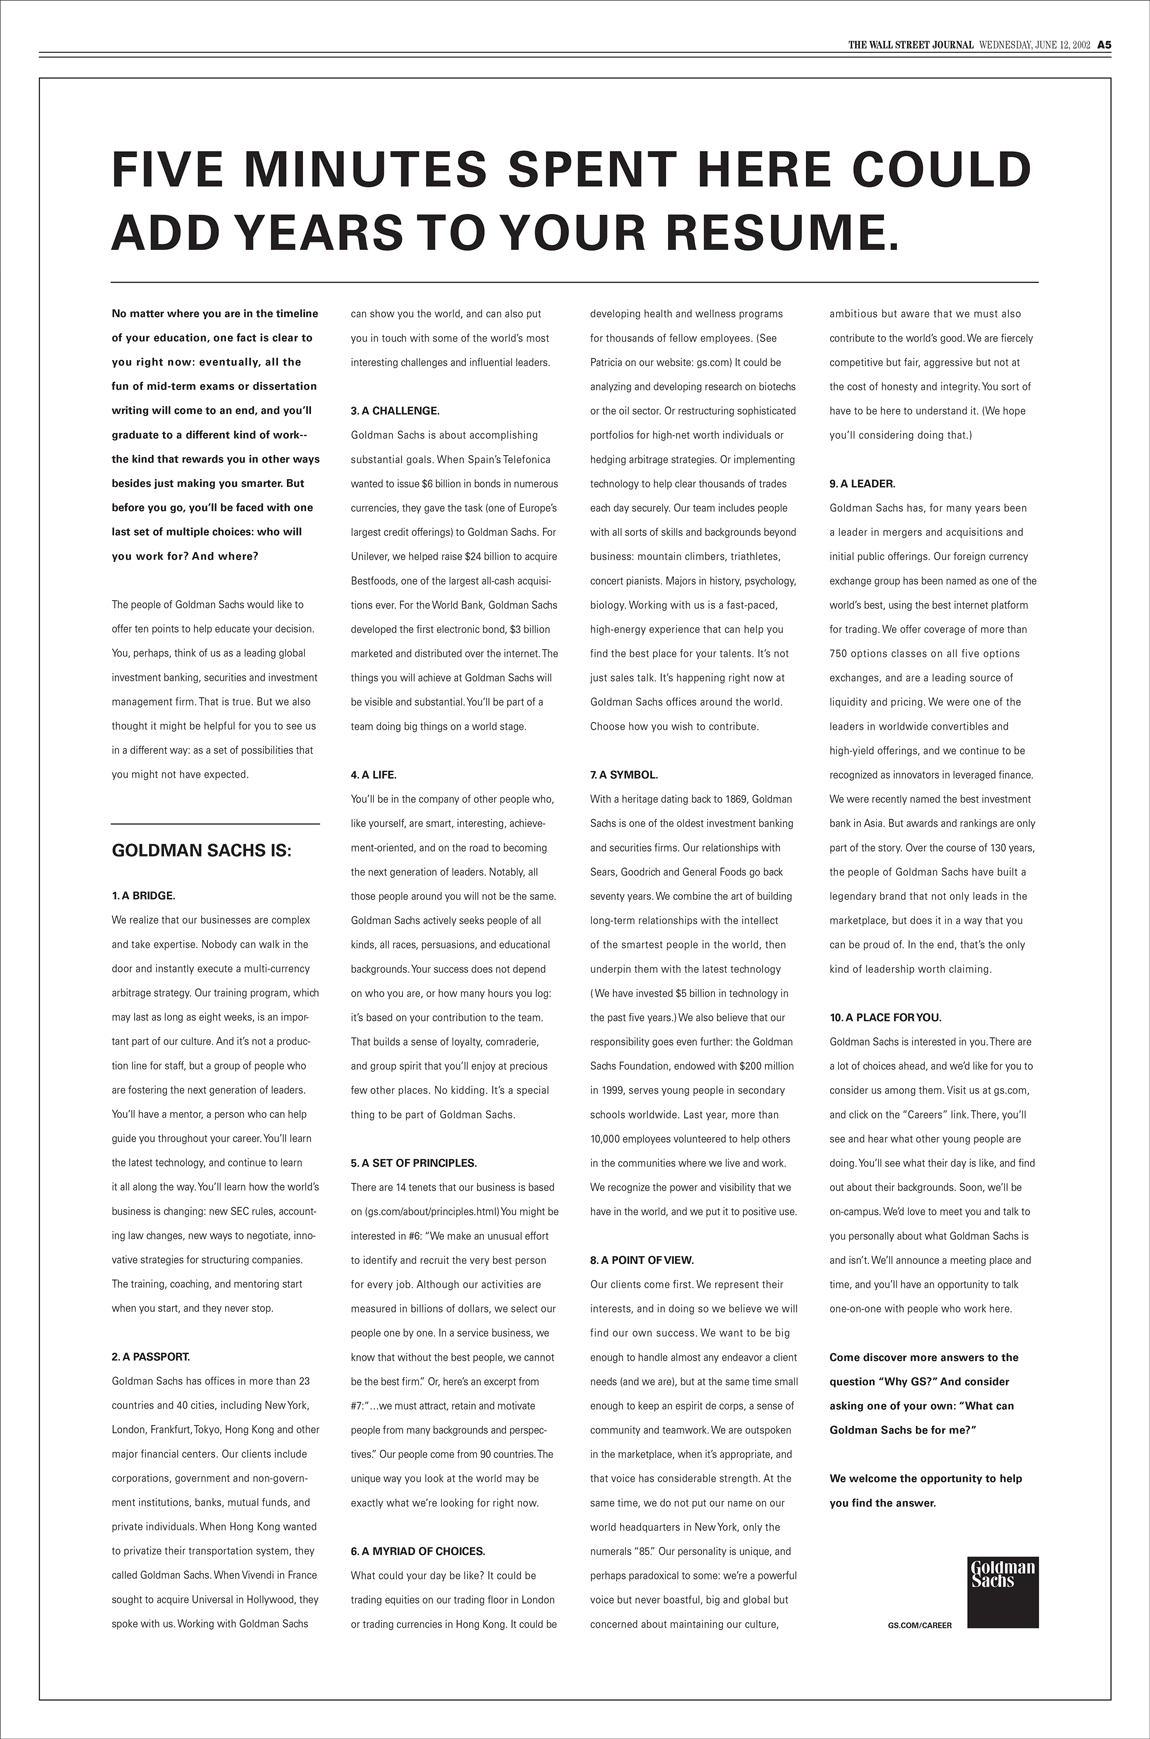 THE WALL STREET JOURNAL WEDNESDAY, JUNE 12, 2002 A5
FIVE MINUTES SPENT HERE COULD
ADD YEARS TO YOUR RESUME.
No matter where you are in the timeline
of your education, one fact is clear to
you right now: eventually, all the
fun of mid-term exams or dissertation
writing will come to an end, and you'll
graduate to a different kind of work--
the kind that rewards you in other ways
besides just making you smarter. But
before you go, you'll be faced with one
last set of multiple choices: who will
you work for? And where?
The people of Goldman Sachs would like to
offer ten points to help educate your decision.
You, perhaps, think of us as a leading global
investment banking, securities and investment
management firm. That is true. But we also
thought it might be helpful for you to see us
in a different way: as a set of possibilities that
you might not have expected.
GOLDMAN SACHS IS:
1. A BRIDGE.
We realize that our businesses are complex
and take expertise. Nobody can walk in the
door and instantly execute a multi-currency
arbitrage strategy. Our training program, which
may last as long as eight weeks, is an impor-
tant part of our culture. And it's not a produc-
tion line for staff, but a group of people who
are fostering the next generation of leaders.
You'll have a mentor, a person who can help
guide you throughout your career. You'll learn
the latest technology, and continue to learn
it all along the way. You'll learn how the world's
business is changing: new SEC rules, account-
ing law changes, new ways to negotiate, inno-
vative strategies for structuring companies.
The training, coaching, and mentoring start
when you start, and they never stop.
2. A PASSPORT.
Goldman Sachs has offices in more than 23
countries and 40 cities, including New York,
London, Frankfurt, Tokyo, Hong Kong and other
major financial centers. Our clients include
corporations, government and non-govern-
ment institutions, banks, mutual funds, and
private individuals. When Hong Kong wanted
to privatize their transportation system, they
called Goldman Sachs. When Vivendi in France
sought to acquire Universal in Hollywood, they
spoke with us. Working with Goldman Sachs
can show you the world, and can also put
you in touch with some of the world's most
interesting challenges and influential leaders.
3. A CHALLENGE.
Goldman Sachs is about accomplishing
substantial goals. When Spain's Telefonica
wanted to issue $6 billion in bonds in numerous
currencies, they gave the task (one of Europe's
largest credit offerings) to Goldman Sachs. For
Unilever, we helped raise $24 billion to acquire
Bestfoods, one of the largest all-cash acquisi-
tions ever. For the World Bank, Goldman Sachs
developed the first electronic bond, $3 billion
marketed and distributed over the internet. The
things you will achieve at Goldman Sachs will
be visible and substantial. You'll be part of a
team doing big things on a world stage.
4. A LIFE.
You'll be in the company of other people who,
like yourself, are smart, interesting, achieve-
ment-oriented, and on the road to becoming
the next generation of leaders. Notably, all
those people around you will not be the same.
Goldman Sachs actively seeks people of all
kinds, all races, persuasions, and educational
backgrounds. Your success does not depend
on who you are, or how many hours you log:
it's based on your contribution to the team.
That builds a sense of loyalty, comraderie,
and group spirit that you'll enjoy at precious
few other places. No kidding. It's a special
thing to be part of Goldman Sachs.
5. A SET OF PRINCIPLES.
There are 14 tenets that our business is based
on (gs.com/about/principles.html) You might be
interested in #6: "We make an unusual effort
to identify and recruit the very best person
for every job. Although our activities are
measured in billions of dollars, we select our
people one by one. In a service business, we
know that without the best people, we cannot
be the best firm." Or, here's an excerpt from
#7:"...we must attract, retain and motivate
people from many backgrounds and perspec-
tives." Our people come from 90 countries. The
unique way you look at the world may be
exactly what we're looking for right now.
6. A MYRIAD OF CHOICES.
What could your day be like? It could be
trading equities on our trading floor in London
or trading currencies in Hong Kong. It could be
developing health and wellness programs
for thousands of fellow employees. (See
Patricia on our website: gs.com) It could be
analyzing and developing research on biotechs
or the oil sector. Or restructuring sophisticated
portfolios for high-net worth individuals or
hedging arbitrage strategies. Or implementing
technology to help clear thousands of trades
each day securely. Our team includes people
with all sorts of skills and backgrounds beyond
business: mountain climbers, triathletes,
concert pianists. Majors in history, psychology,
biology. Working with us is a fast-paced,
high-energy experience that can help you
find the best place for your talents. It's not
just sales talk. It's happening right now at
Goldman Sachs offices around the world.
Choose how you wish to contribute.
7. A SYMBOL.
With a heritage dating back to 1869, Goldman
Sachs is one of the oldest investment banking
and securities firms. Our relationships with
Sears, Goodrich and General Foods go back
seventy years. We combine the art of building
long-term relationships with the intellect
of the smartest people in the world, then
underpin them with the latest technology
(We have invested $5 billion in technology in
the past five years.) We also believe that our
responsibility goes even further: the Goldman
Sachs Foundation, endowed with $200 million
in 1999, serves young people in secondary
schools worldwide. Last year, more than
10,000 employees volunteered to help others
in the communities where we live and work.
We recognize the power and visibility that we
have in the world, and we put it to positive use.
8. A POINT OF VIEW.
Our clients come first. We represent their
interests, and in doing so we believe we will
find our own success. We want to be big
enough to handle almost any endeavor a client
needs (and we are), but at the same time small
enough to keep an espirit de corps, a sense of
community and teamwork. We are outspoken
in the marketplace, when it's appropriate, and
that voice has considerable strength. At the
same time, we do not put our name on our
world headquarters in New York, only the
numerals "85." Our personality is unique, and
perhaps paradoxical to some: we're a powerful
voice but never boastful, big and global but
concerned about maintaining our culture,
ambitious but aware that we must also
contribute to the world's good. We are fiercely
competitive but fair, aggressive but not at
the cost of honesty and integrity. You sort of
have to be here to understand it. (We hope
you'll considering doing that.)
9. A LEADER.
Goldman Sachs has, for many years been
a leader in mergers and acquisitions and
initial public offerings. Our foreign currency
exchange group has been named as one of the
world's best, using the best internet platform
for trading. We offer coverage of more than
750 options classes on all five options
exchanges, and are a leading source of
liquidity and pricing. We were one of the
leaders in worldwide convertibles and
high-yield offerings, and we continue to be
recognized as innovators in leveraged finance.
We were recently named the best investment
bank in Asia. But awards and rankings are only
part of the story. Over the course of 130 years,
the people of Goldman Sachs have built a
legendary brand that not only leads in the
marketplace, but does it in a way that you
can be proud of. In the end, that's the only
kind of leadership worth claiming.
10. A PLACE FOR YOU.
Goldman Sachs is interested in you. There are
a lot of choices ahead, and we'd like for you to
consider us among them. Visit us at gs.com,
and click on the "Careers" link. There, you'll
see and hear what other young people are
doing. You'll see what their day is like, and find
out about their backgrounds. Soon, we'll be
on-campus. We'd love to meet you and talk to
you personally about what Goldman Sachs is
and isn't. We'll announce a meeting place and
time, and you'll have an opportunity to talk
one-on-one with people who work here.
Come discover more answers to the
question "Why GS?" And consider
asking one of your own: "What can
Goldman Sachs be for me?"
We welcome the opportunity to help
you find the answer.
GS.COM/CAREER
Goldman
Sachs